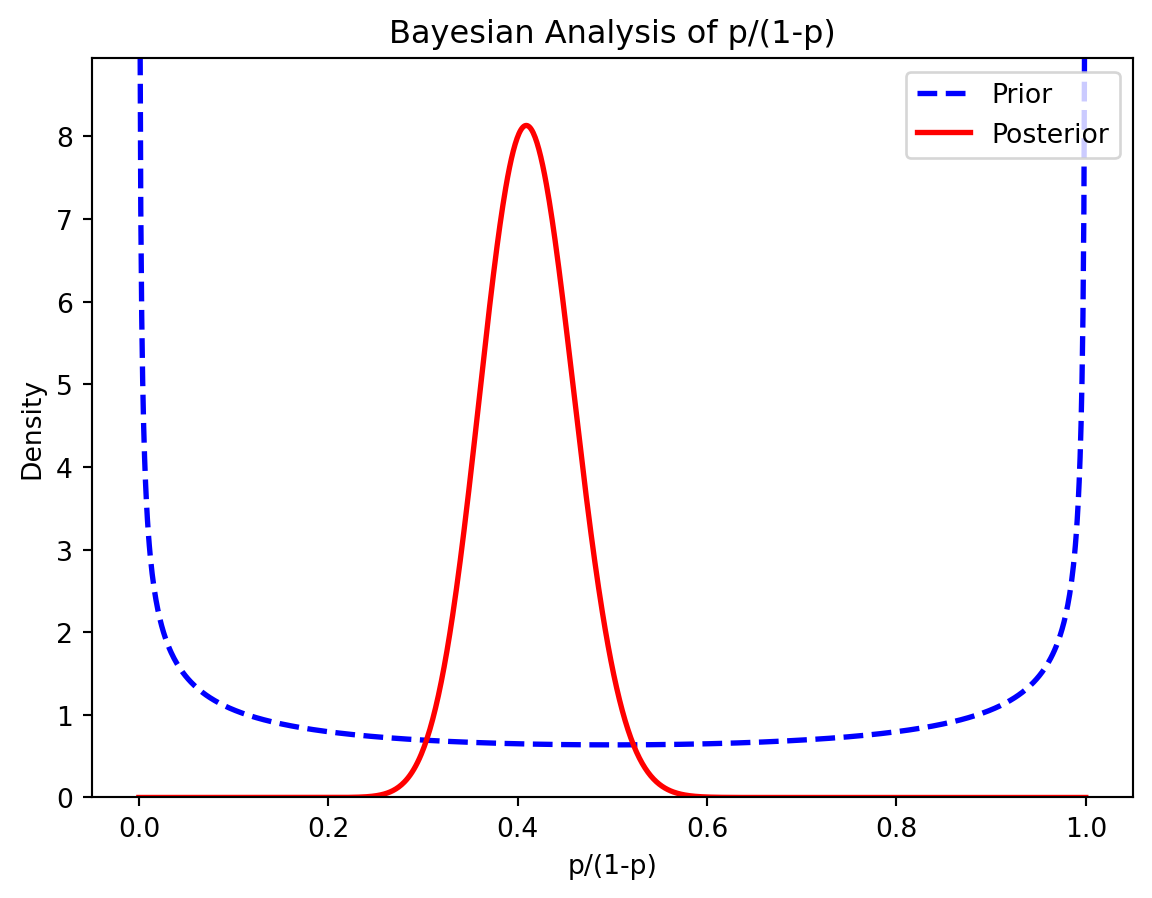 Bayesian Analysis of p/(1-p)
Prior
Posterior
Density
8
7
6
5
4
3
2
1
0
0.0 0.2 0.4 0.6 0.8 1.0
p/(1-p)